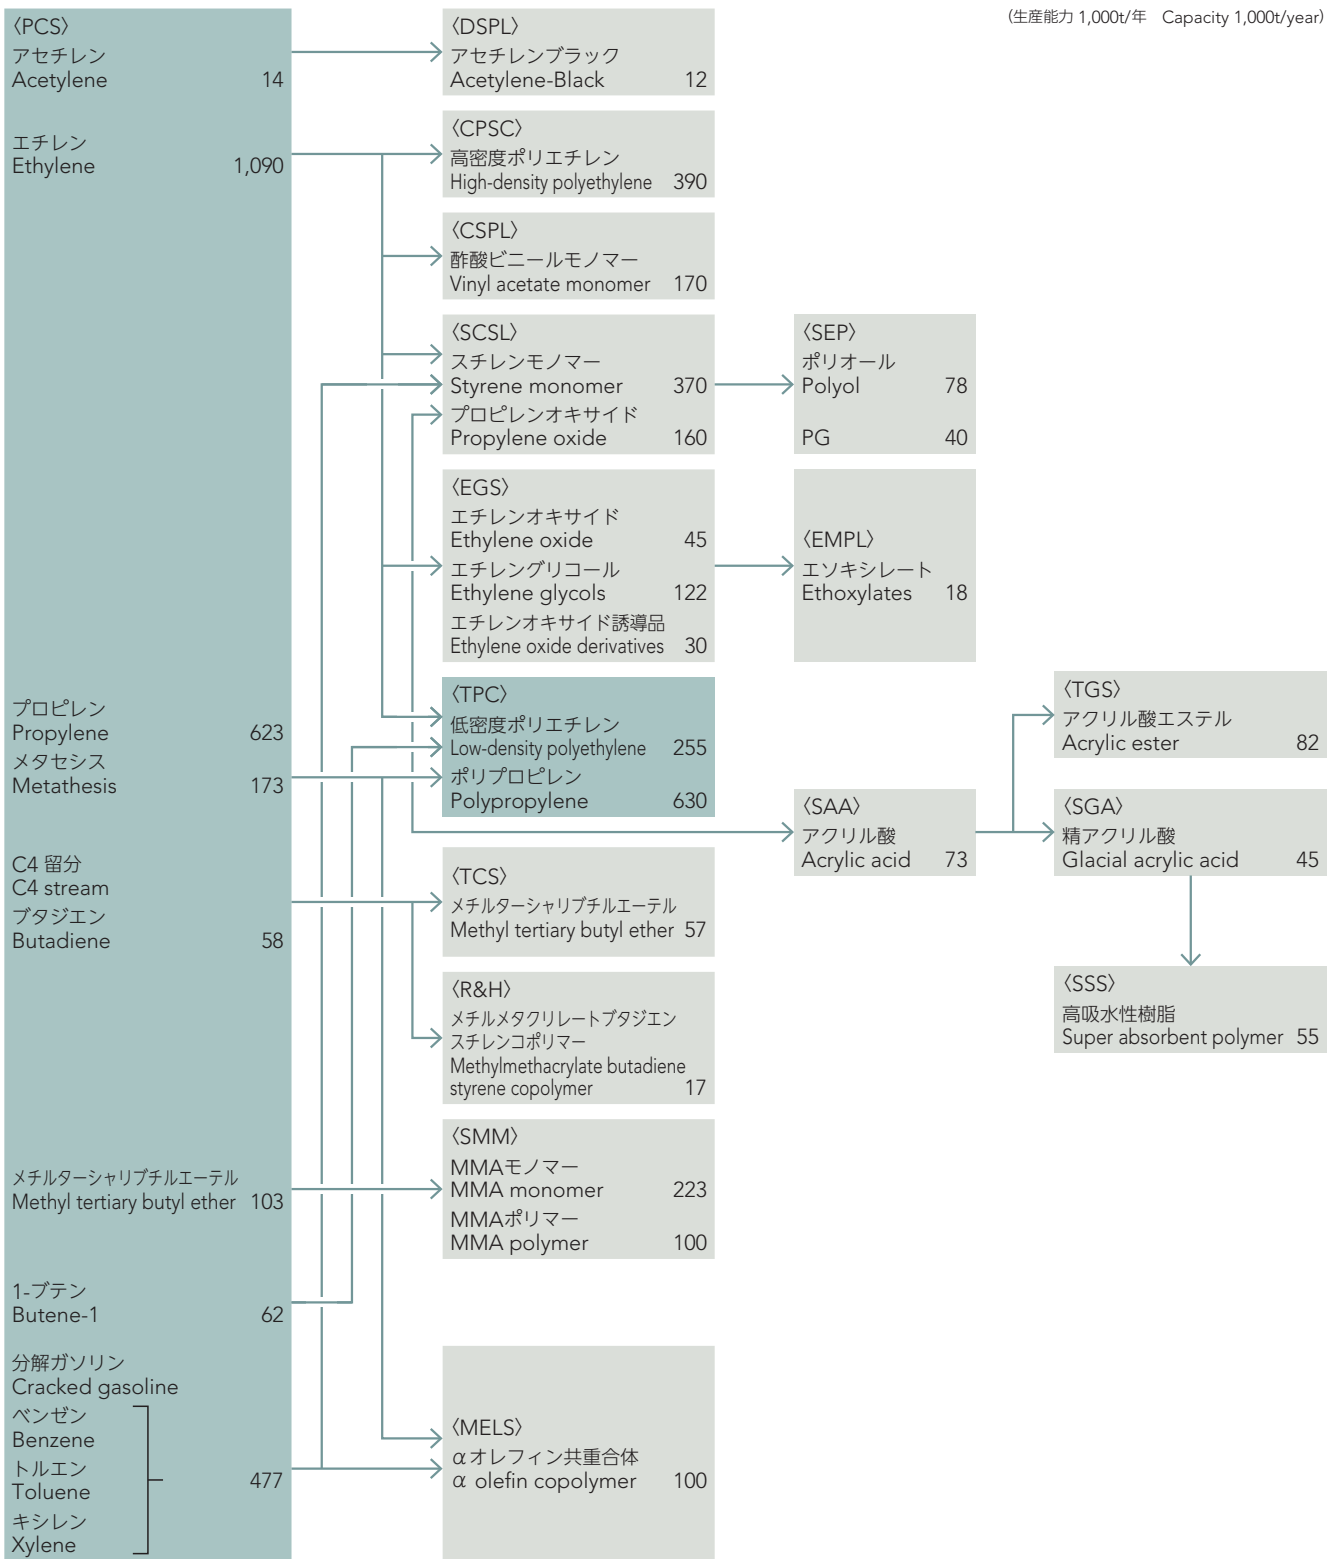 (生産能力 1,000t/年 Capacity 1,000t/year)
〈PCS〉
アセチレン
Acetylene 14
エチレン
Ethylene 1,090
プロピレン
Propylene 623
メタセシス
Metathesis 173
C4 留分
C4 stream
ブタジエン
Butadiene 58
メチルターシャリブチルエーテル
Methyl tertiary butyl ether 103
1-ブテン
Butene-1 62
分解ガソリン
Cracked gasoline
ベンゼン
Benzene
トルエン
Toluene 477
キシレン
Xylene
〈DSPL〉
アセチレンブラック
Acetylene-Black 12
〈CPSC〉
高密度ポリエチレン
High-density polyethylene 390
〈CSPL〉
酢酸ビニールモノマー
Vinyl acetate monomer 170
〈SCSL〉
スチレンモノマー
Styrene monomer 370
プロピレンオキサイド
Propylene oxide 160
〈SEP〉
ポリオール
Polyol 78
PG 40
〈EGS〉
エチレンオキサイド
Ethylene oxide 45
エチレングリコール
Ethylene glycols 122
エチレンオキサイド誘導品
Ethylene oxide derivatives 30
〈EMPL〉
エソキシレート
Ethoxylates 18
〈TPC〉
低密度ポリエチレン
Low-density polyethylene 255
ポリプロピレン
Polypropylene 630
〈SAA〉
アクリル酸
Acrylic acid 73
〈TGS〉
アクリル酸エステル
Acrylic ester 82
〈SGA〉
精アクリル酸
Glacial acrylic acid 45
〈SSS〉
高吸水性樹脂
Super absorbent polymer 55
〈TCS〉
メチルターシャリブチルエーテル
Methyl tertiary butyl ether 57
〈R&H〉
メチルメタクリレートブタジエン
スチレンコポリマー
Methylmethacrylate butadiene
styrene copolymer 17
〈SMM〉
MMAモノマー
MMA monomer 223
MMAポリマー
MMA polymer 100
〈MELS〉
αオレフィン共重合体
α olefin copolymer 100